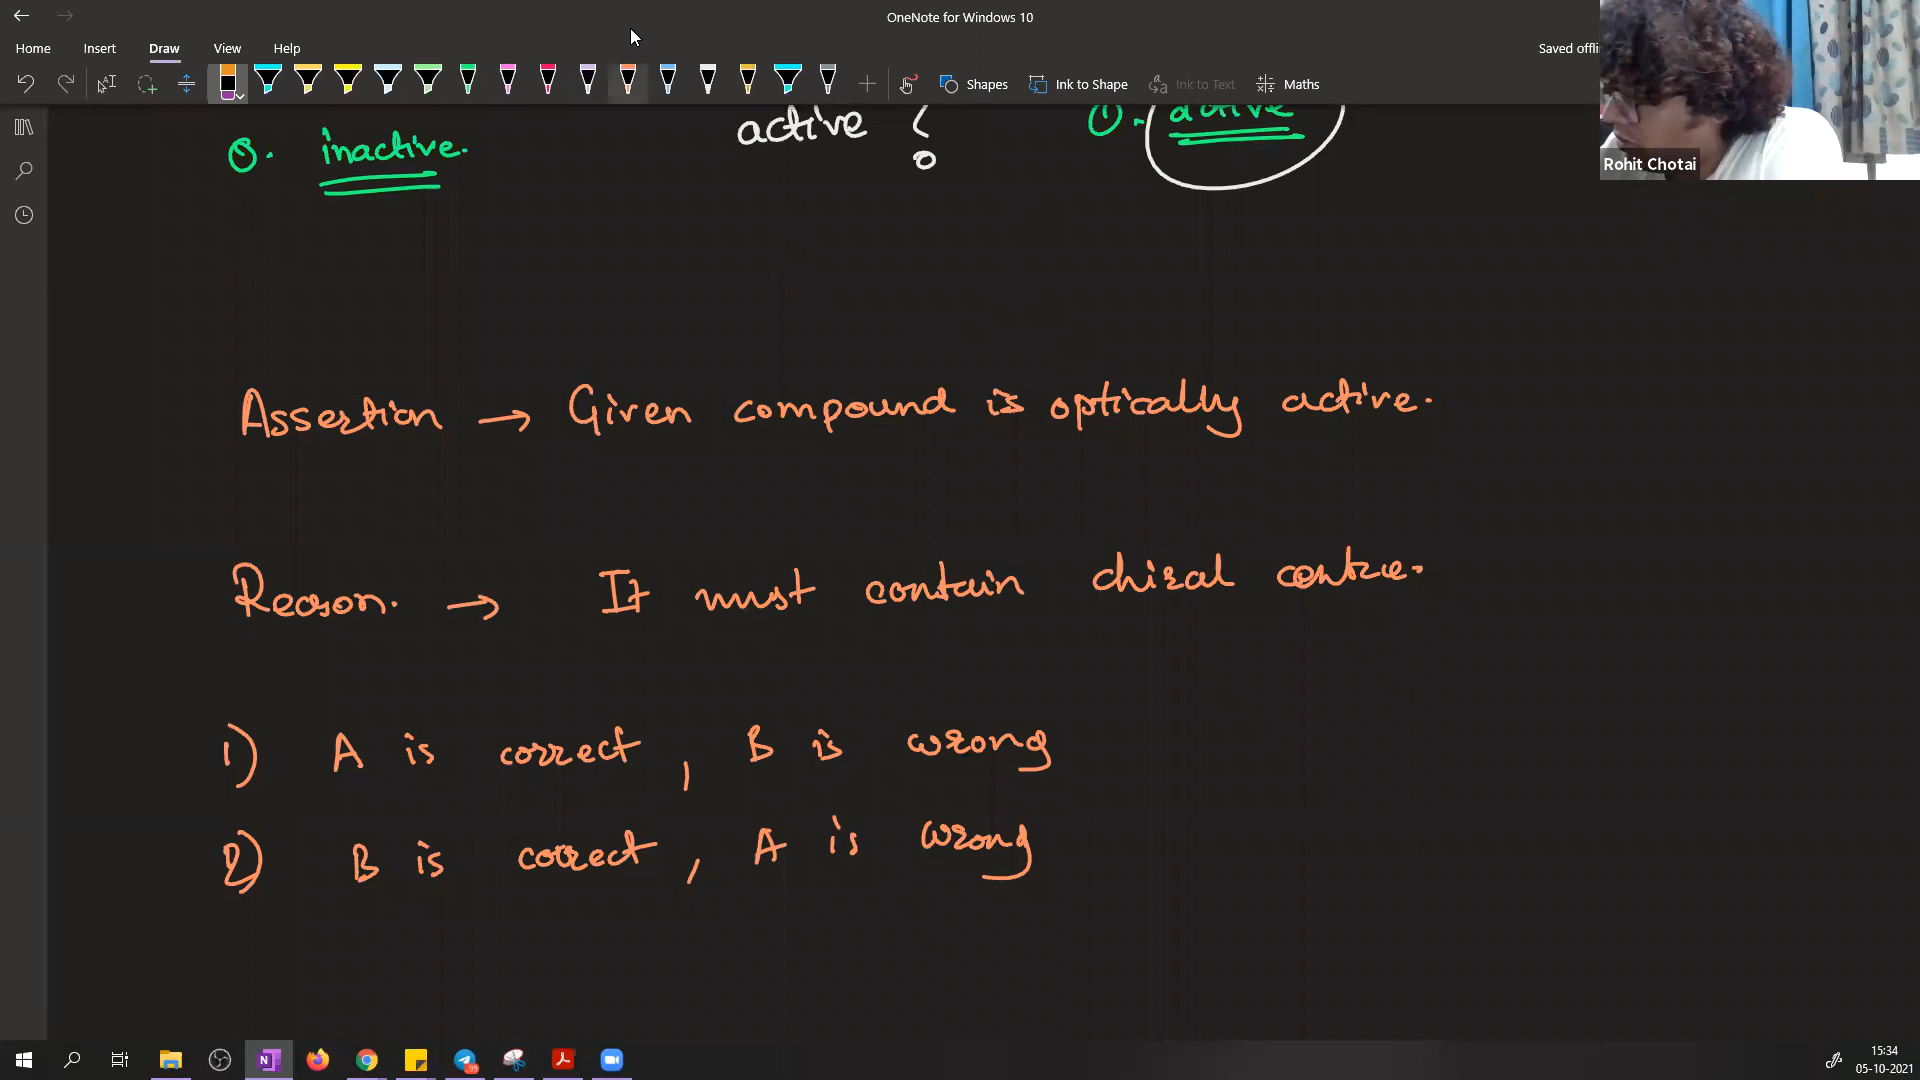 OneNote for Windows 10
Home Insert Draw View Help
Saved offli
Shapes Ink to Shape Ink to Text Maths
Rohit Chotai
O. inactive.
active ?
O. active
Assertion → Given compound is optically active.
Reason. → It must contain chiral centre.
1) A is correct, B is wrong
2) B is correct, A is wrong
15:34
05-10-2021